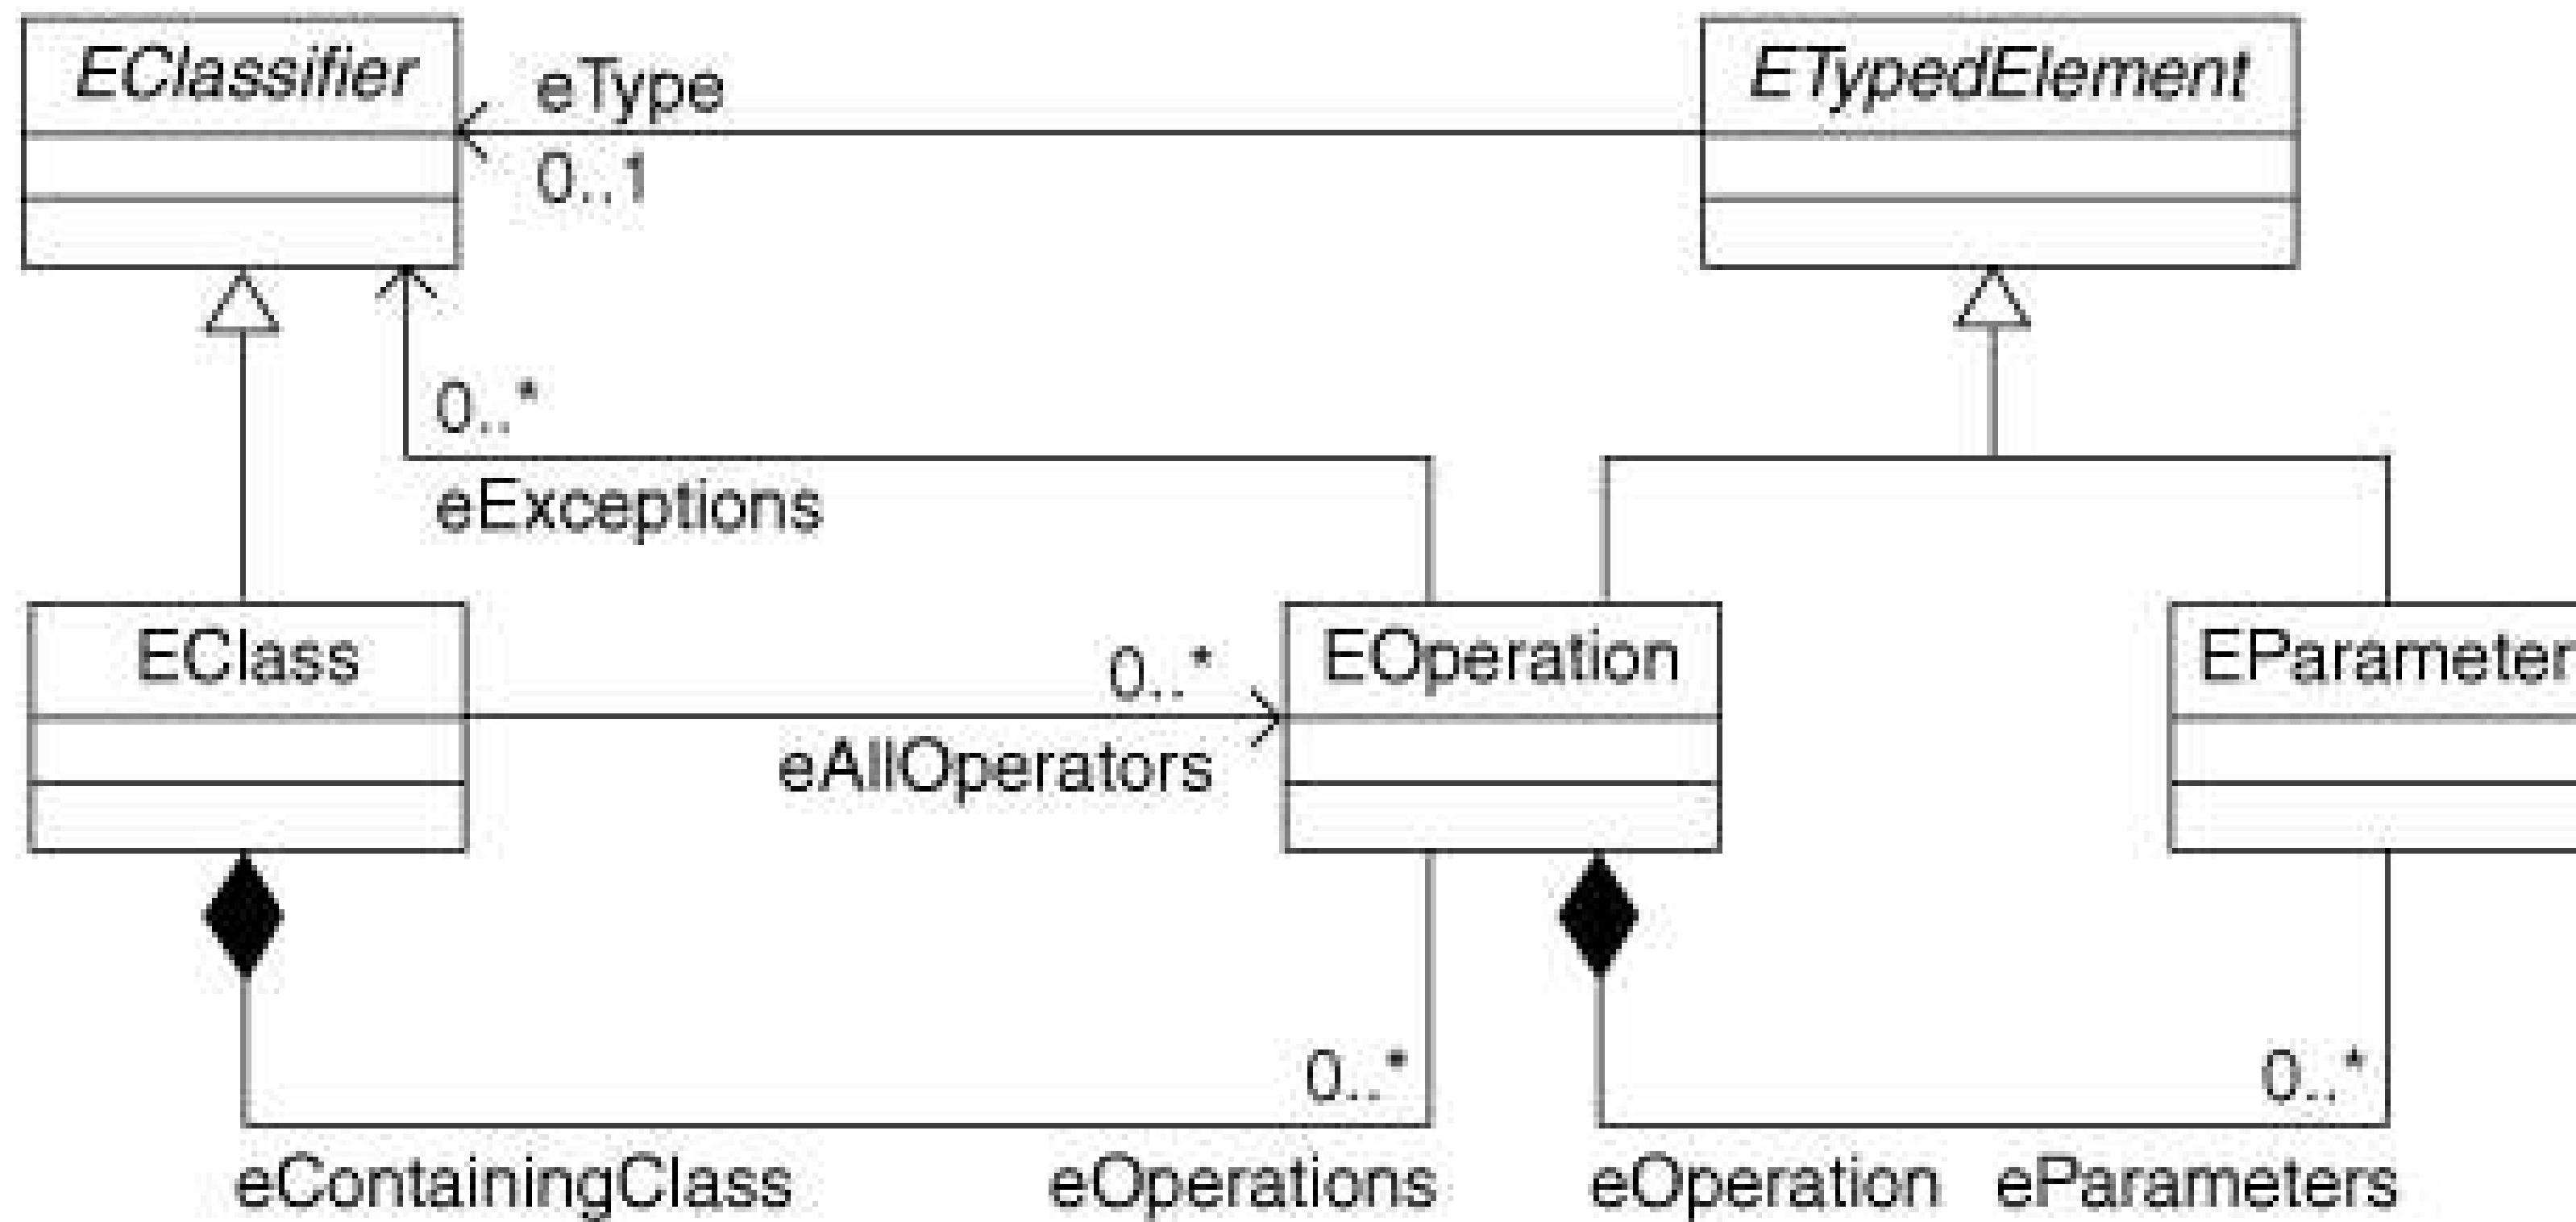 EClassifier
eType
ETypedElement
0..1
0..*
eExceptions
EClass
0..*
EOperation
EParameter
eAllOperators
0..*
0..*
eContainingClass
eOperations
eOperation
eParameters